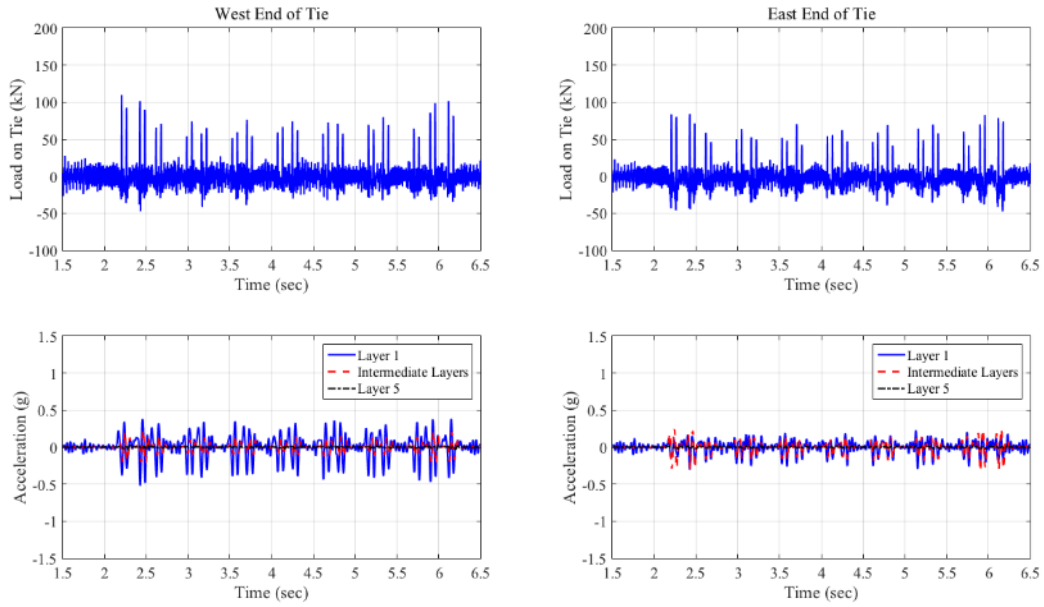 West End of Tie
200
150
100
50
0
-50
-100
Load on Tie (kN)
1.5 2 2.5 3 3.5 4 4.5 5 5.5 6 6.5
Time (sec)
East End of Tie
200
150
100
50
0
-50
-100
Load on Tie (kN)
1.5 2 2.5 3 3.5 4 4.5 5 5.5 6 6.5
Time (sec)
1.5
1
0.5
0
-0.5
-1
-1.5
Acceleration (g)
Layer 1
Intermediate Layers
Layer 5
1.5 2 2.5 3 3.5 4 4.5 5 5.5 6 6.5
Time (sec)
1.5
1
0.5
0
-0.5
-1
-1.5
Acceleration (g)
Layer 1
Intermediate Layers
Layer 5
1.5 2 2.5 3 3.5 4 4.5 5 5.5 6 6.5
Time (sec)